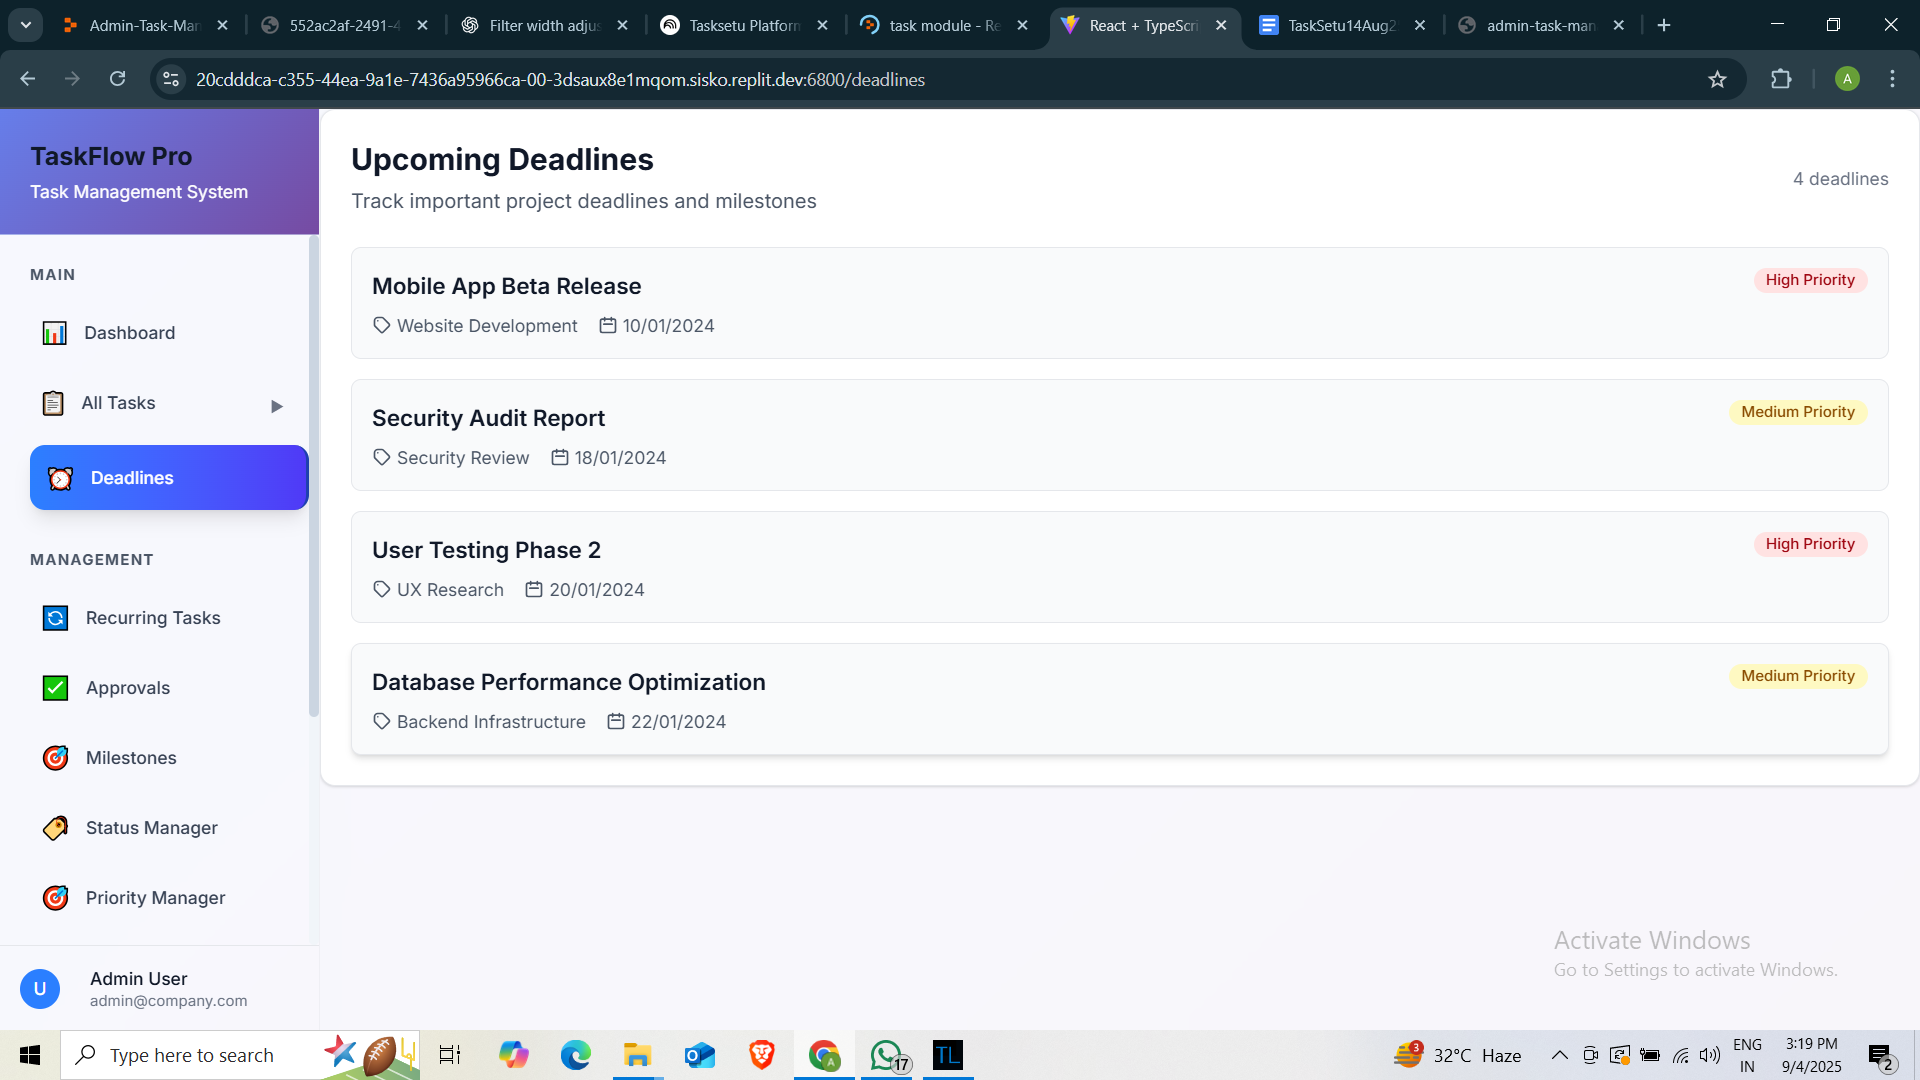 Admin-Task-Man
552ac2af-2491-4
Filter width adjus
Tasksetu Platform
task module - Re
React + TypeScri
TaskSetu14Aug2
admin-task-man
20cdddca-c355-44ea-9a1e-7436a95966ca-00-3dsaux8e1mqom.sisko.replit.dev:6800/deadlines
A
TaskFlow Pro
Task Management System
MAIN
Dashboard
All Tasks
Deadlines
MANAGEMENT
Recurring Tasks
Approvals
Milestones
Status Manager
Priority Manager
U
Admin User
admin@company.com
Upcoming Deadlines
Track important project deadlines and milestones
4 deadlines
Mobile App Beta Release
High Priority
Website Development 10/01/2024
Security Audit Report
Medium Priority
Security Review 18/01/2024
User Testing Phase 2
High Priority
UX Research 20/01/2024
Database Performance Optimization
Medium Priority
Backend Infrastructure 22/01/2024
Activate Windows
Go to Settings to activate Windows.
Type here to search
A
17
TL
3
32°C Haze
ENG
IN
3:19 PM
9/4/2025
2